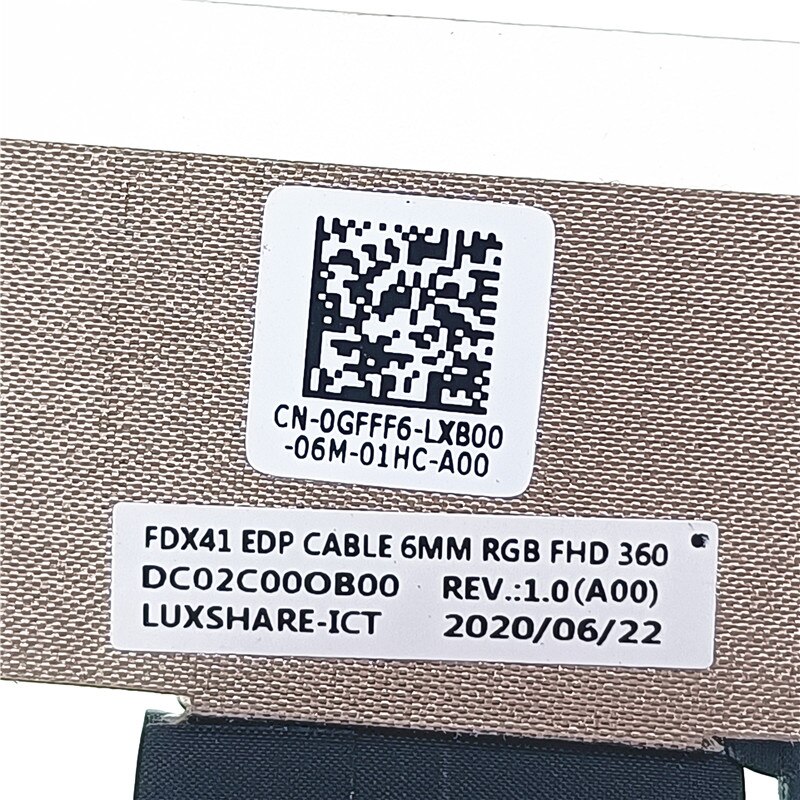 CN-0GFFF6-LXB00
-06M-01HC-A00
FDX41 EDP CABLE 6MM RGB FHD 360
DC02C00OB00 REV.:1.0(A00)
LUXSHARE-ICT 2020/06/22